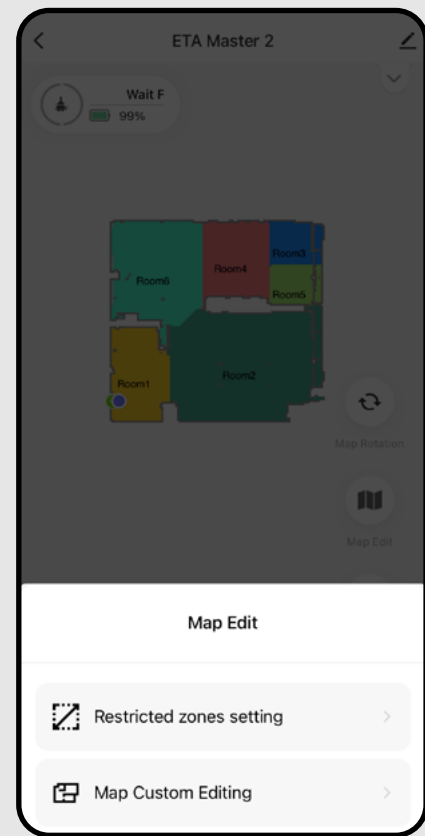 ETA Master 2
Wait F
99%
Room6
Room4
Room3
Room5
Room1
Room2
Map Rotation
Map Edit
Map Edit
Restricted zones setting
Map Custom Editing